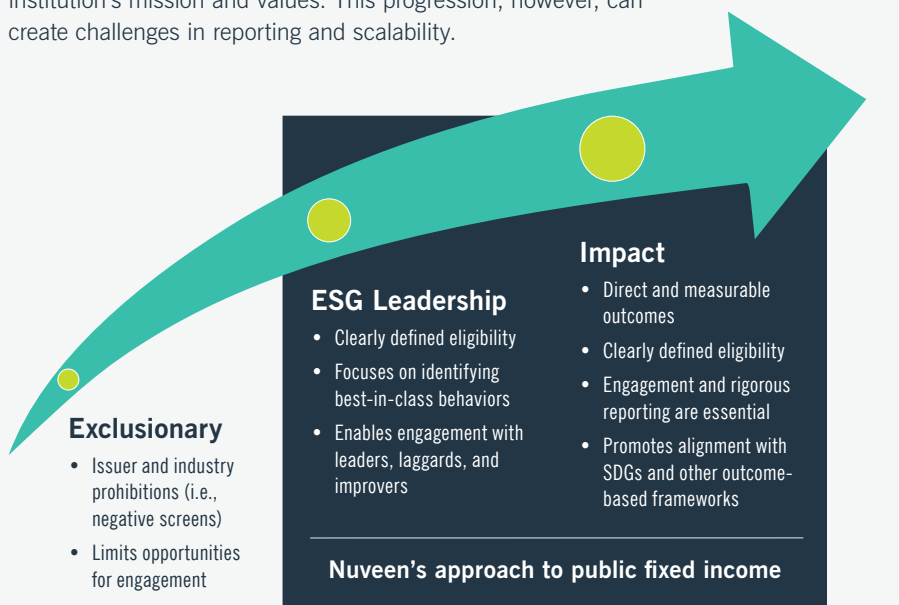 institution's mission and values. This progression, however, can
create challenges in reporting and scalability.
Exclusionary
• Issuer and industry
prohibitions (i.e.,
negative screens)
• Limits opportunities
for engagement
ESG Leadership
• Clearly defined eligibility
• Focuses on identifying
best-in-class behaviors
• Enables engagement with
leaders, laggards, and
improvers
Impact
• Direct and measurable
outcomes
• Clearly defined eligibility
• Engagement and rigorous
reporting are essential
• Promotes alignment with
SDGs and other outcome-
based frameworks
Nuveen's approach to public fixed income